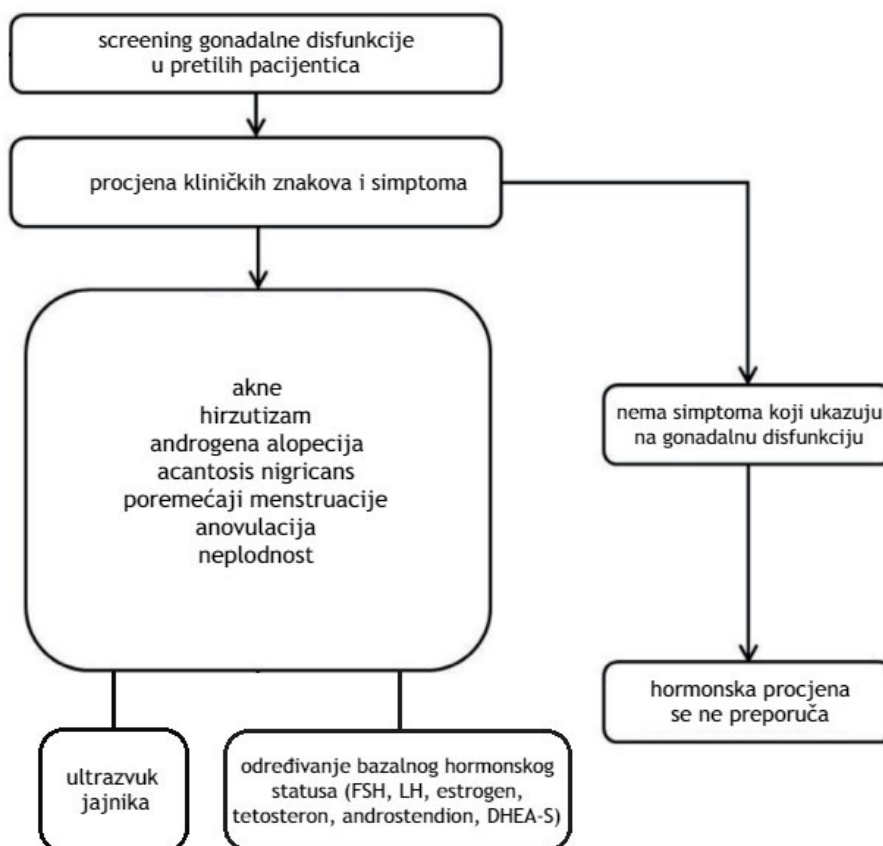 screening gonadalne disfunkcije
u pretilih pacijentica
procjena kliničkih znakova i simptoma
akne
hirzutizam
androgena alopecija
acantosis nigricans
poremećaji menstruacije
anovulacija
neplodnost
nema simptoma koji ukazuju
na gonadalnu disfunkciju
hormonska procjena
se ne preporuča
ultrazvuk
jajnika
određivanje bazalnog hormonskog
statusa (FSH, LH, estrogen,
tetosteron, androstendion, DHEA-S)